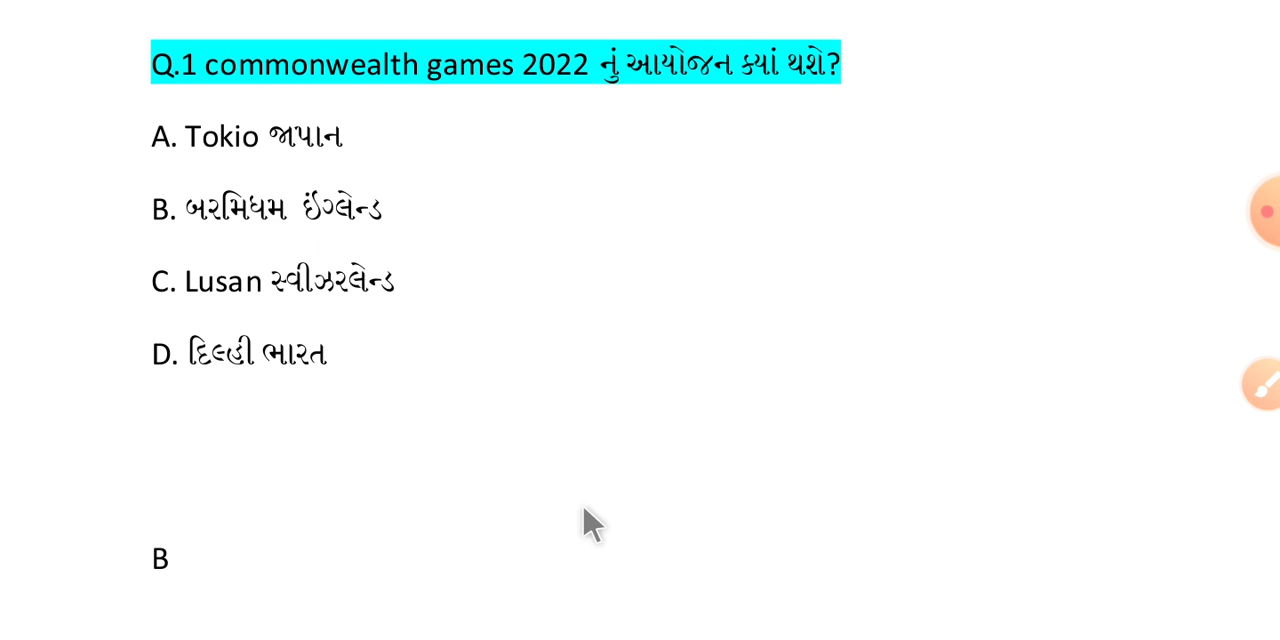 Q.1 commonwealth games 2022 નું આયોજન ક્યાં થશે?
A. Tokio જાપાન
B. બરમિધમ ઇંગ્લેન્ડ
C. Lusan સ્વીઝરલેન્ડ
D. દિલ્હી ભારત
B